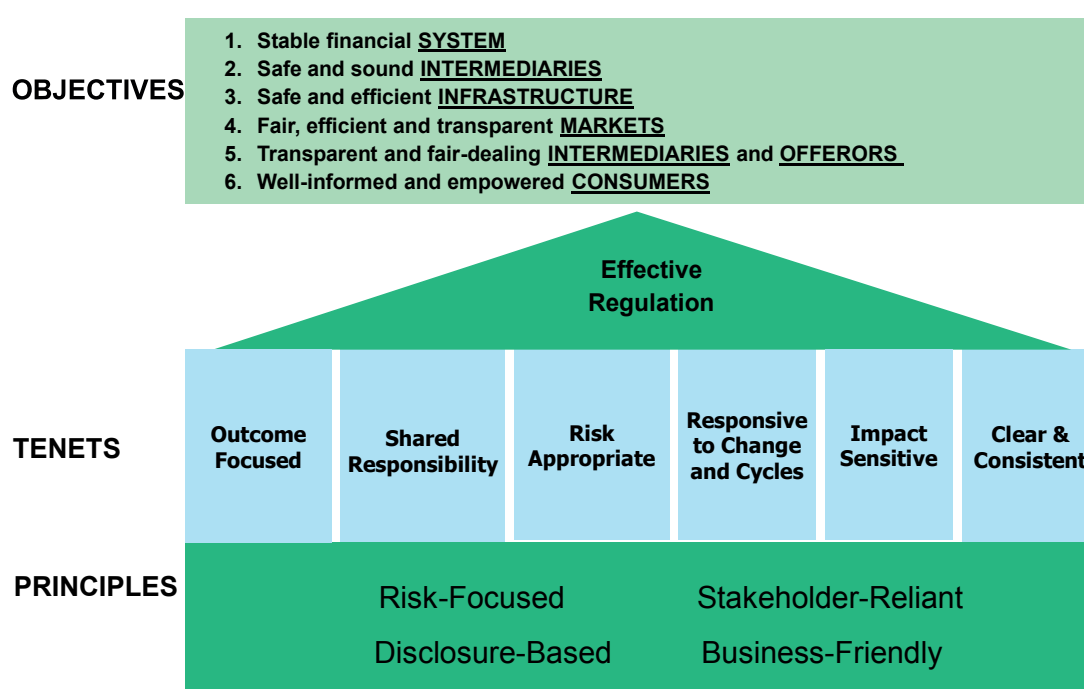 OBJECTIVES
1. Stable financial SYSTEM
2. Safe and sound INTERMEDIARIES
3. Safe and efficient INFRASTRUCTURE
4. Fair, efficient and transparent MARKETS
5. Transparent and fair-dealing INTERMEDIARIES and OFFERORS
6. Well-informed and empowered CONSUMERS
Effective
Regulation
TENETS
Outcome
Focused
Shared
Responsibility
Risk
Appropriate
Responsive
to Change
and Cycles
Impact
Sensitive
Clear &
Consistent
PRINCIPLES
Risk-Focused
Stakeholder-Reliant
Disclosure-Based
Business-Friendly